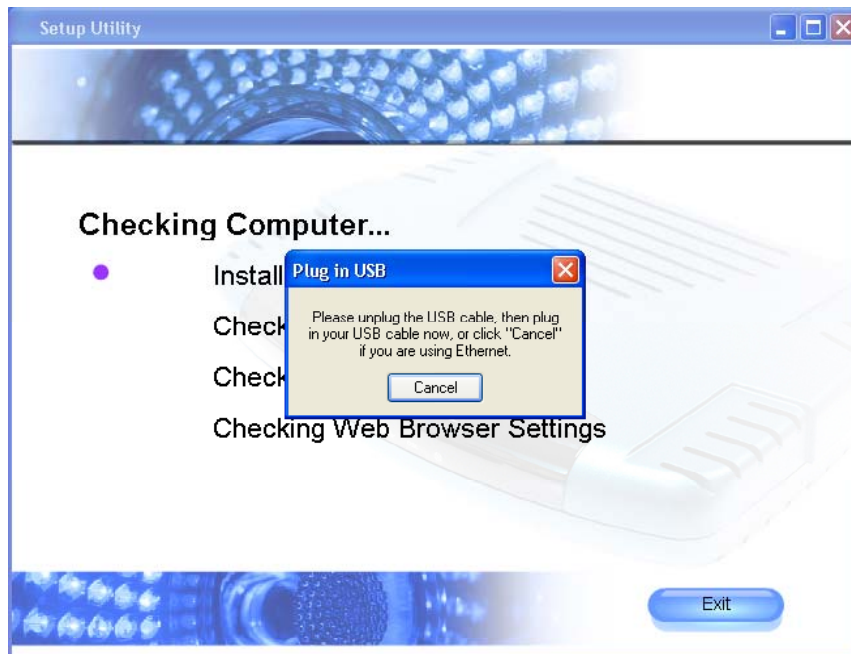 Setup Utility
Checking Computer...
Install
Check
Check
Checking Web Browser Settings
Plug in USB
Please unplug the USB cable, then plug
in your USB cable now, or click "Cancel"
if you are using Ethernet.
Cancel
Exit